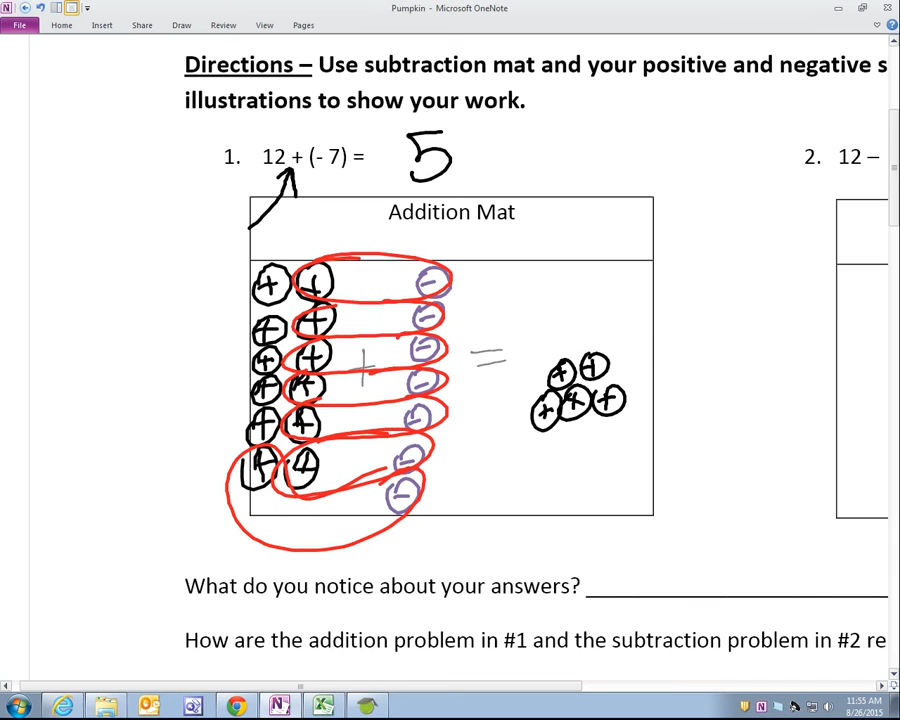 Pumpkin - Microsoft OneNote
File Home Insert Share Draw Review View Pages
Directions – Use subtraction mat and your positive and negative s
illustrations to show your work.
1. 12 + (- 7) = 5
2. 12 –
Addition Mat
+ + -
+ + -
+ + + - =
+ + - + +
+ + - + + +
+ + -
-
What do you notice about your answers? ____________________
How are the addition problem in #1 and the subtraction problem in #2 re
11:55 AM
8/26/2015